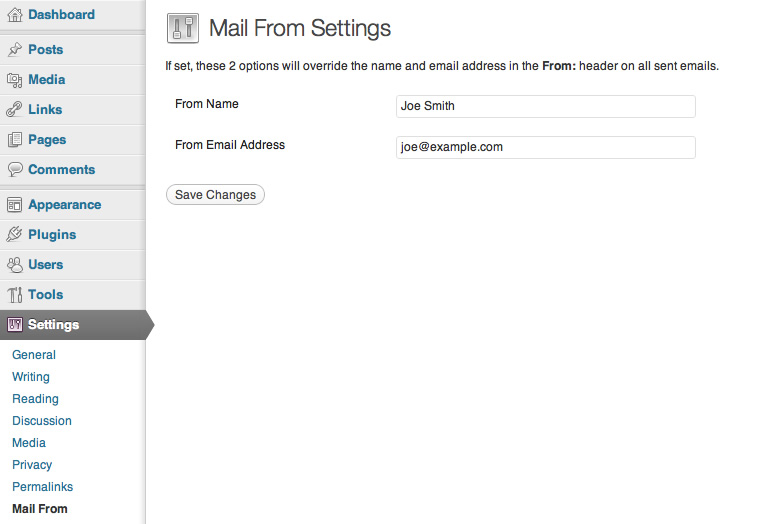 Dashboard
Posts
Media
Links
Pages
Comments
Appearance
Plugins
Users
Tools
Settings
General
Writing
Reading
Discussion
Media
Privacy
Permalinks
Mail From
Mail From Settings
If set, these 2 options will override the name and email address in the From: header on all sent emails.
From Name Joe Smith
From Email Address joe@example.com
Save Changes